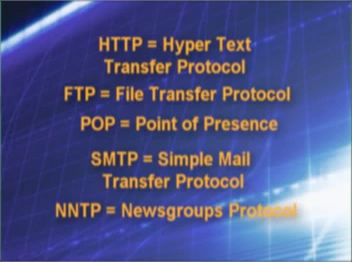 HTTP = Hyper Text
Transfer Protocol
FTP = File Transfer Protocol
POP = Point of Presence
SMTP = Simple Mail
Transfer Protocol
NNTP = Newsgroups Protocol